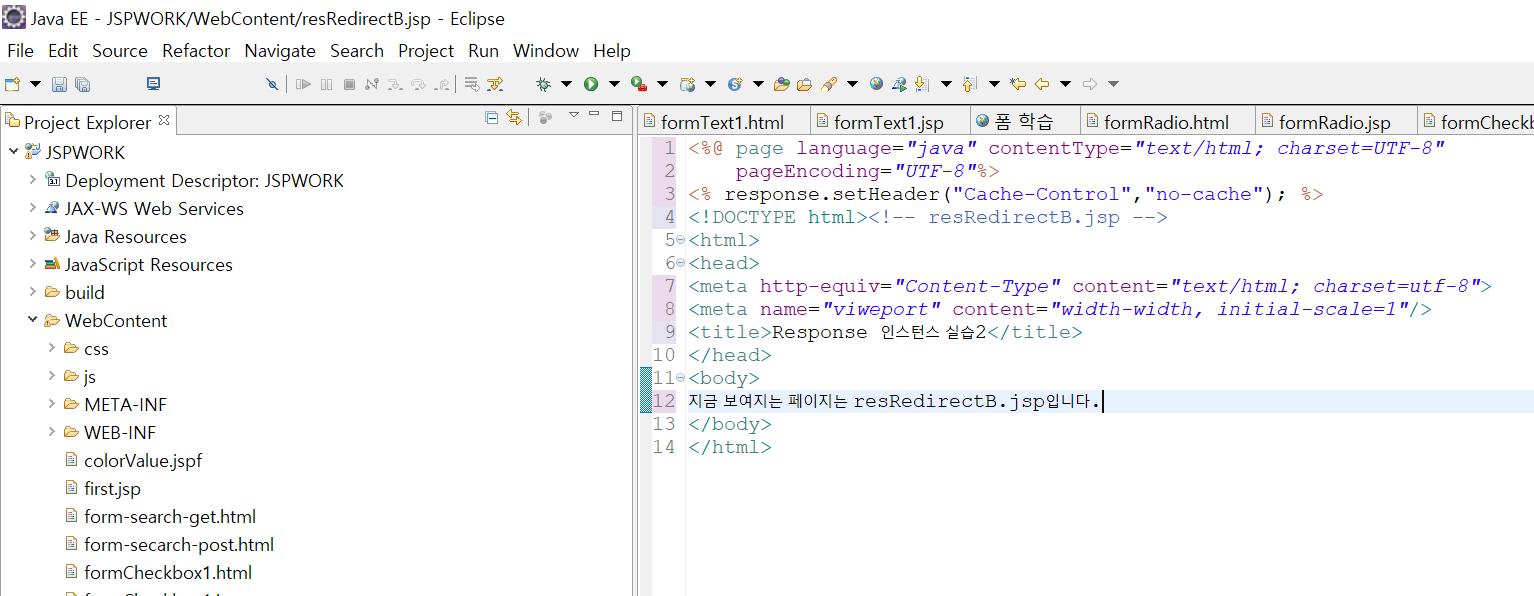 Java EE - JSPWORK/WebContent/resRedirectB.jsp - Eclipse
File Edit Source Refactor Navigate Search Project Run Window Help
Project Explorer
JSPWORK
Deployment Descriptor: JSPWORK
JAX-WS Web Services
Java Resources
JavaScript Resources
build
WebContent
css
js
META-INF
WEB-INF
colorValue.jspf
first.jsp
form-search-get.html
form-secarch-post.html
formCheckbox1.html
formText1.html formText1.jsp 폼 학습 formRadio.html formRadio.jsp formCheckb
1 <%@ page language="java" contentType="text/html; charset=UTF-8"
2 pageEncoding="UTF-8"%>
3 <% response.setHeader("Cache-Control","no-cache"); %>
4 <!DOCTYPE html><!-- resRedirectB.jsp -->
5 <html>
6 <head>
7 <meta http-equiv="Content-Type" content="text/html; charset=utf-8">
8 <meta name="viweport" content="width-width, initial-scale=1"/>
9 <title>Response 인스턴스 실습2</title>
10 </head>
11 <body>
12 지금 보여지는 페이지는 resRedirectB.jsp입니다.
13 </body>
14 </html>